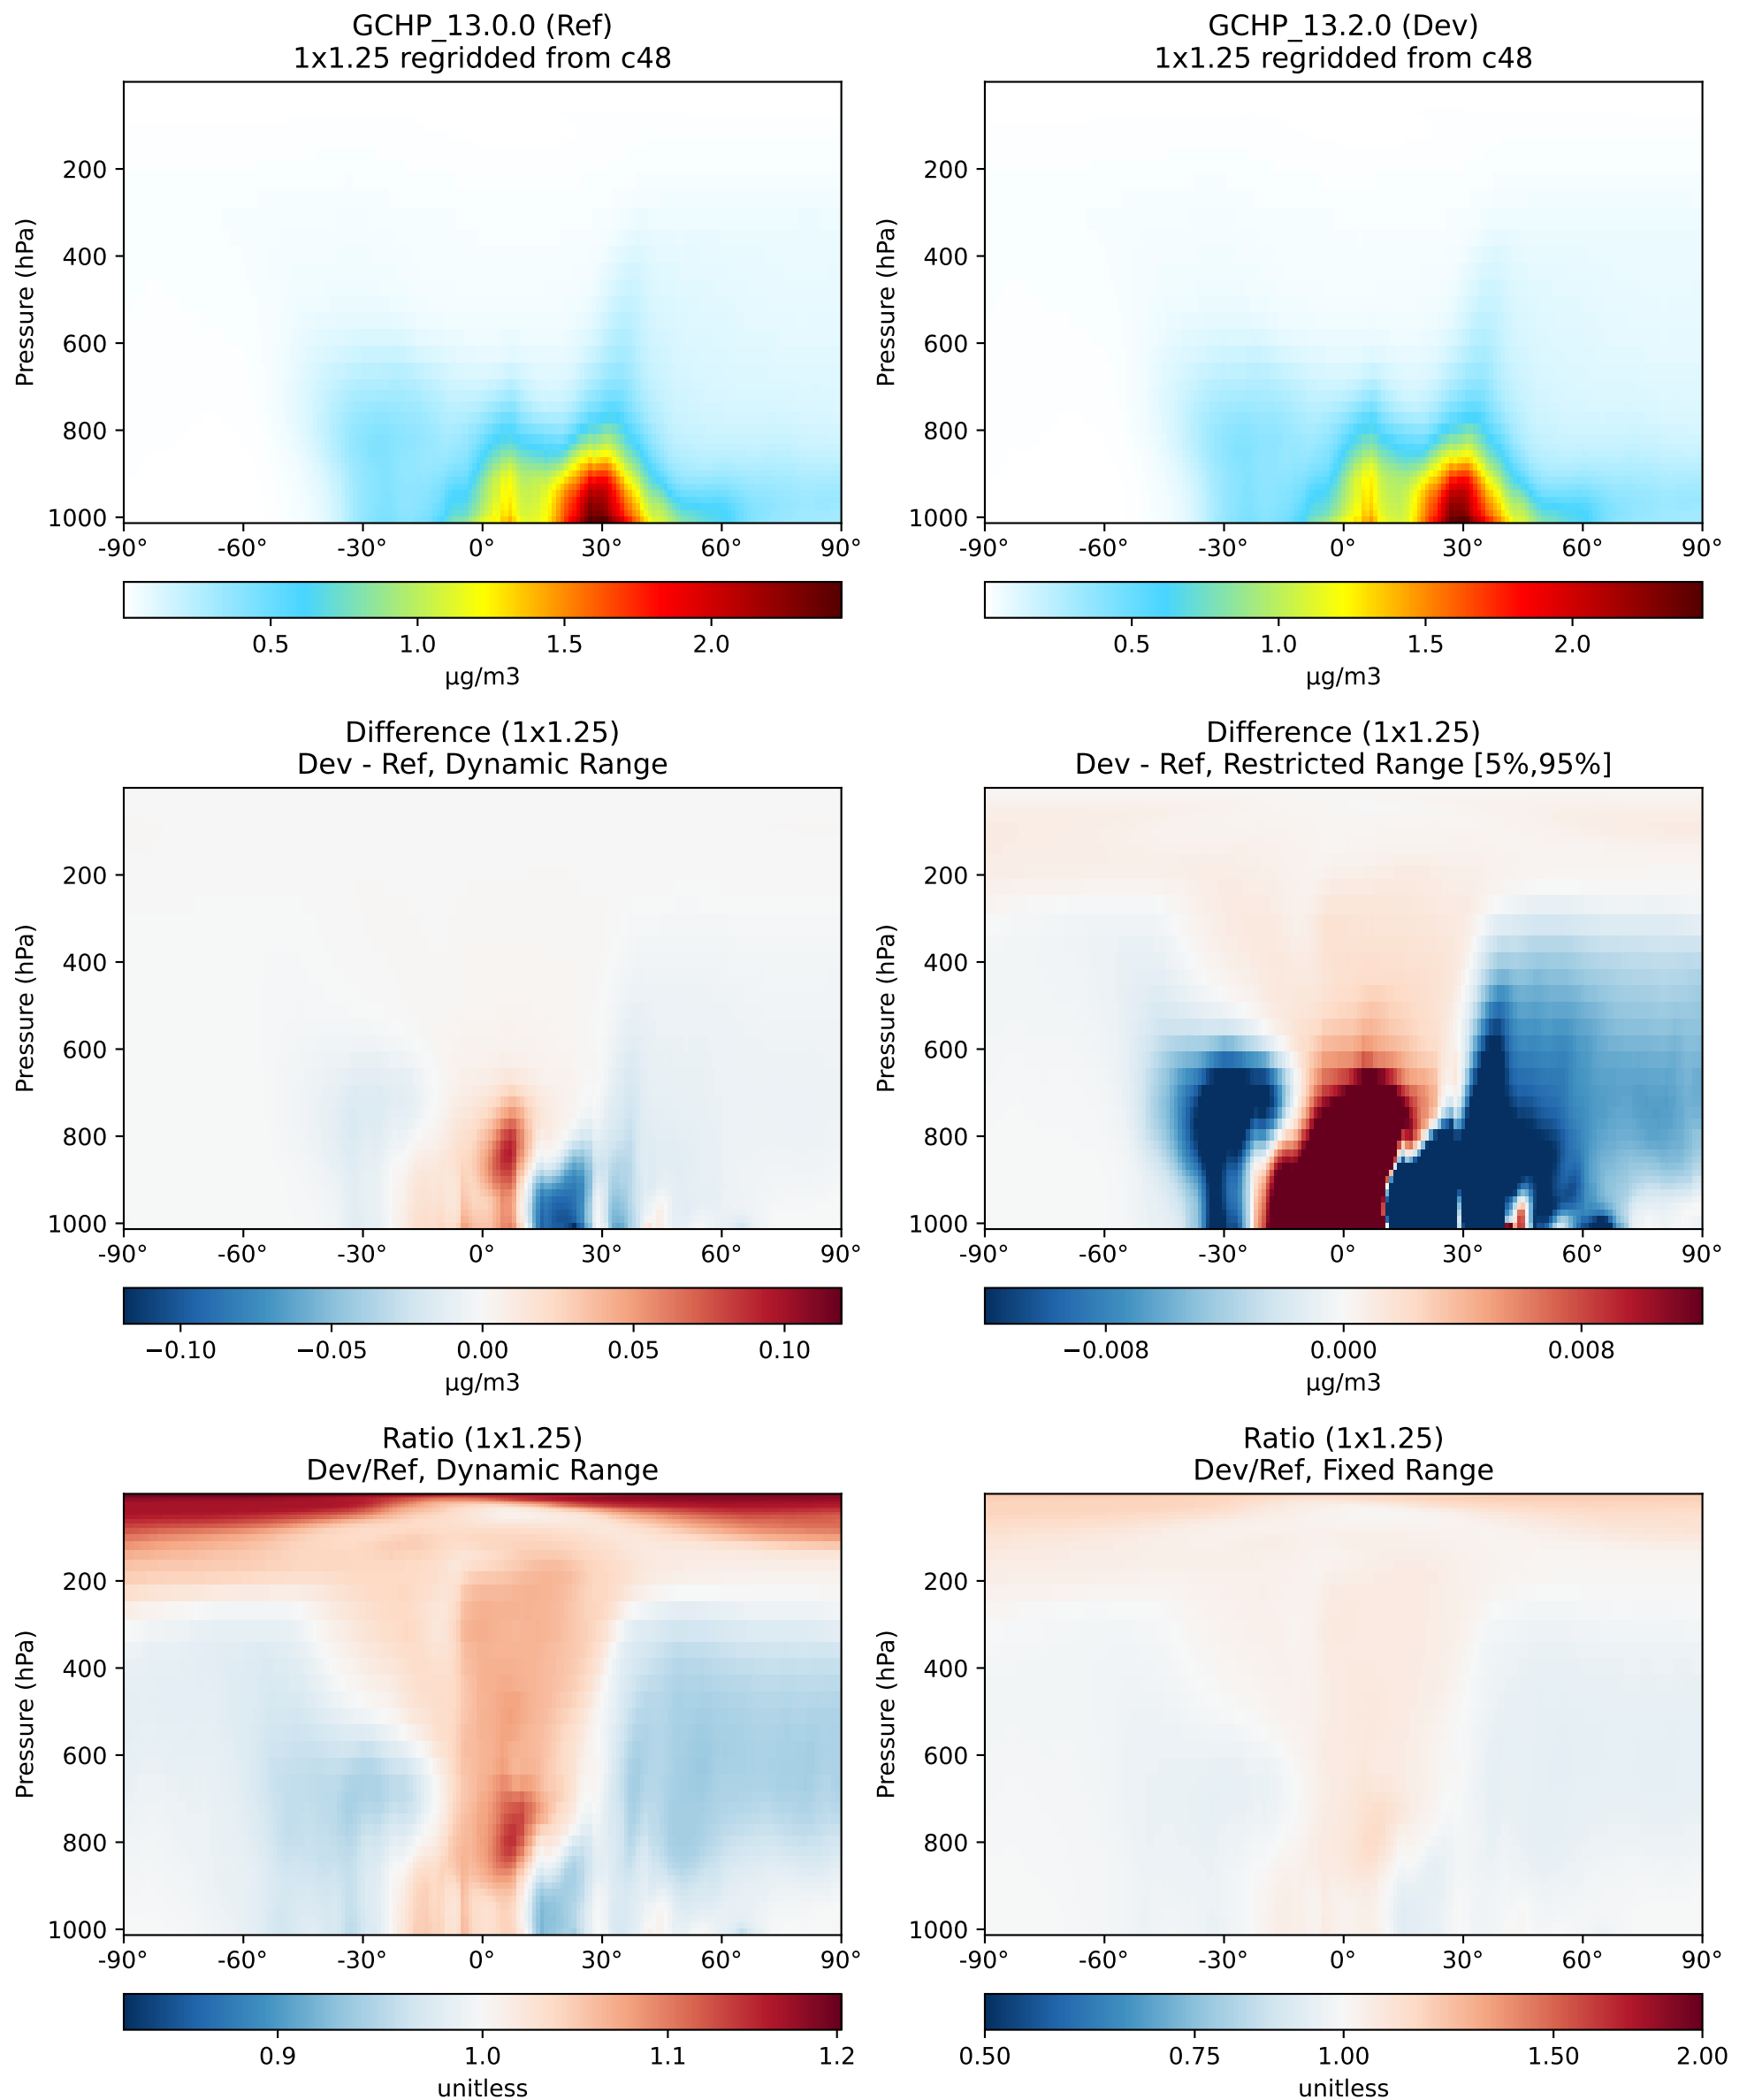 GCHP_13.0.0 (Ref)
1x1.25 regridded from c48
Pressure (hPa)
200
400
600
800
1000
-90° -60° -30° 0° 30° 60° 90°
0.5 1.0 1.5 2.0
µg/m3
GCHP_13.2.0 (Dev)
1x1.25 regridded from c48
Pressure (hPa)
200
400
600
800
1000
-90° -60° -30° 0° 30° 60° 90°
0.5 1.0 1.5 2.0
µg/m3
Difference (1x1.25)
Dev - Ref, Dynamic Range
Pressure (hPa)
200
400
600
800
1000
-90° -60° -30° 0° 30° 60° 90°
−0.10 −0.05 0.00 0.05 0.10
µg/m3
Difference (1x1.25)
Dev - Ref, Restricted Range [5%,95%]
Pressure (hPa)
200
400
600
800
1000
-90° -60° -30° 0° 30° 60° 90°
−0.008 0.000 0.008
µg/m3
Ratio (1x1.25)
Dev/Ref, Dynamic Range
Pressure (hPa)
200
400
600
800
1000
-90° -60° -30° 0° 30° 60° 90°
0.9 1.0 1.1 1.2
unitless
Ratio (1x1.25)
Dev/Ref, Fixed Range
Pressure (hPa)
200
400
600
800
1000
-90° -60° -30° 0° 30° 60° 90°
0.50 0.75 1.00 1.50 2.00
unitless